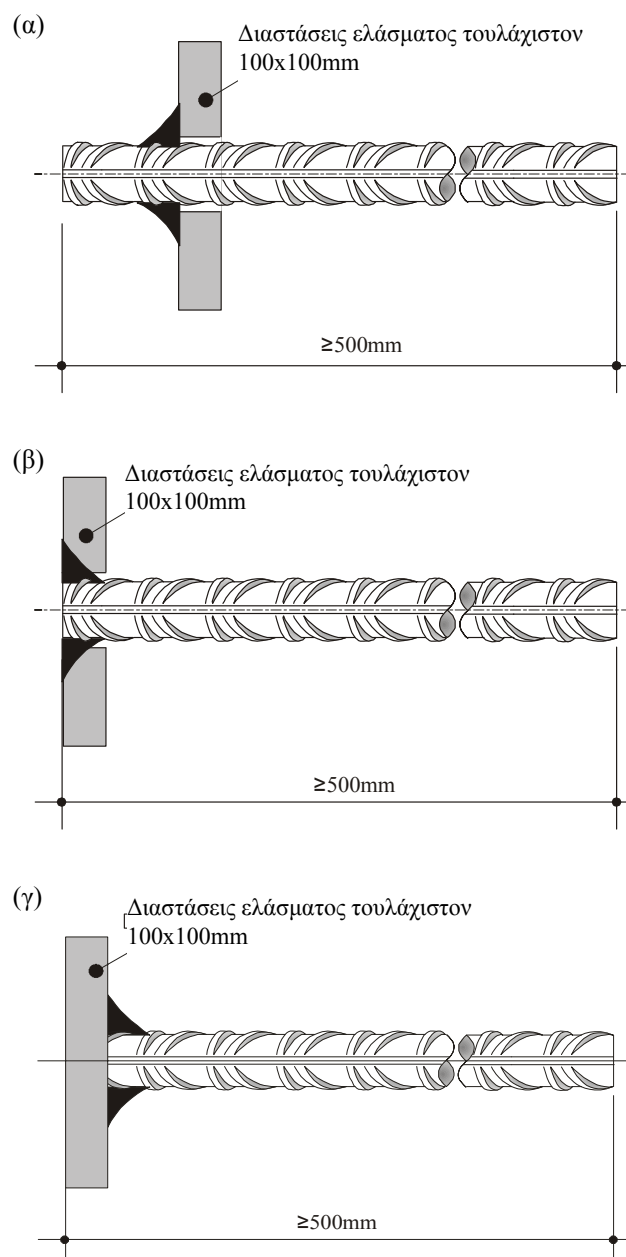 (α)
Διαστάσεις ελάσματος τουλάχιστον
100x100mm
≥500mm
(β)
Διαστάσεις ελάσματος τουλάχιστον
100x100mm
≥500mm
(γ)
Διαστάσεις ελάσματος τουλάχιστον
100x100mm
≥500mm